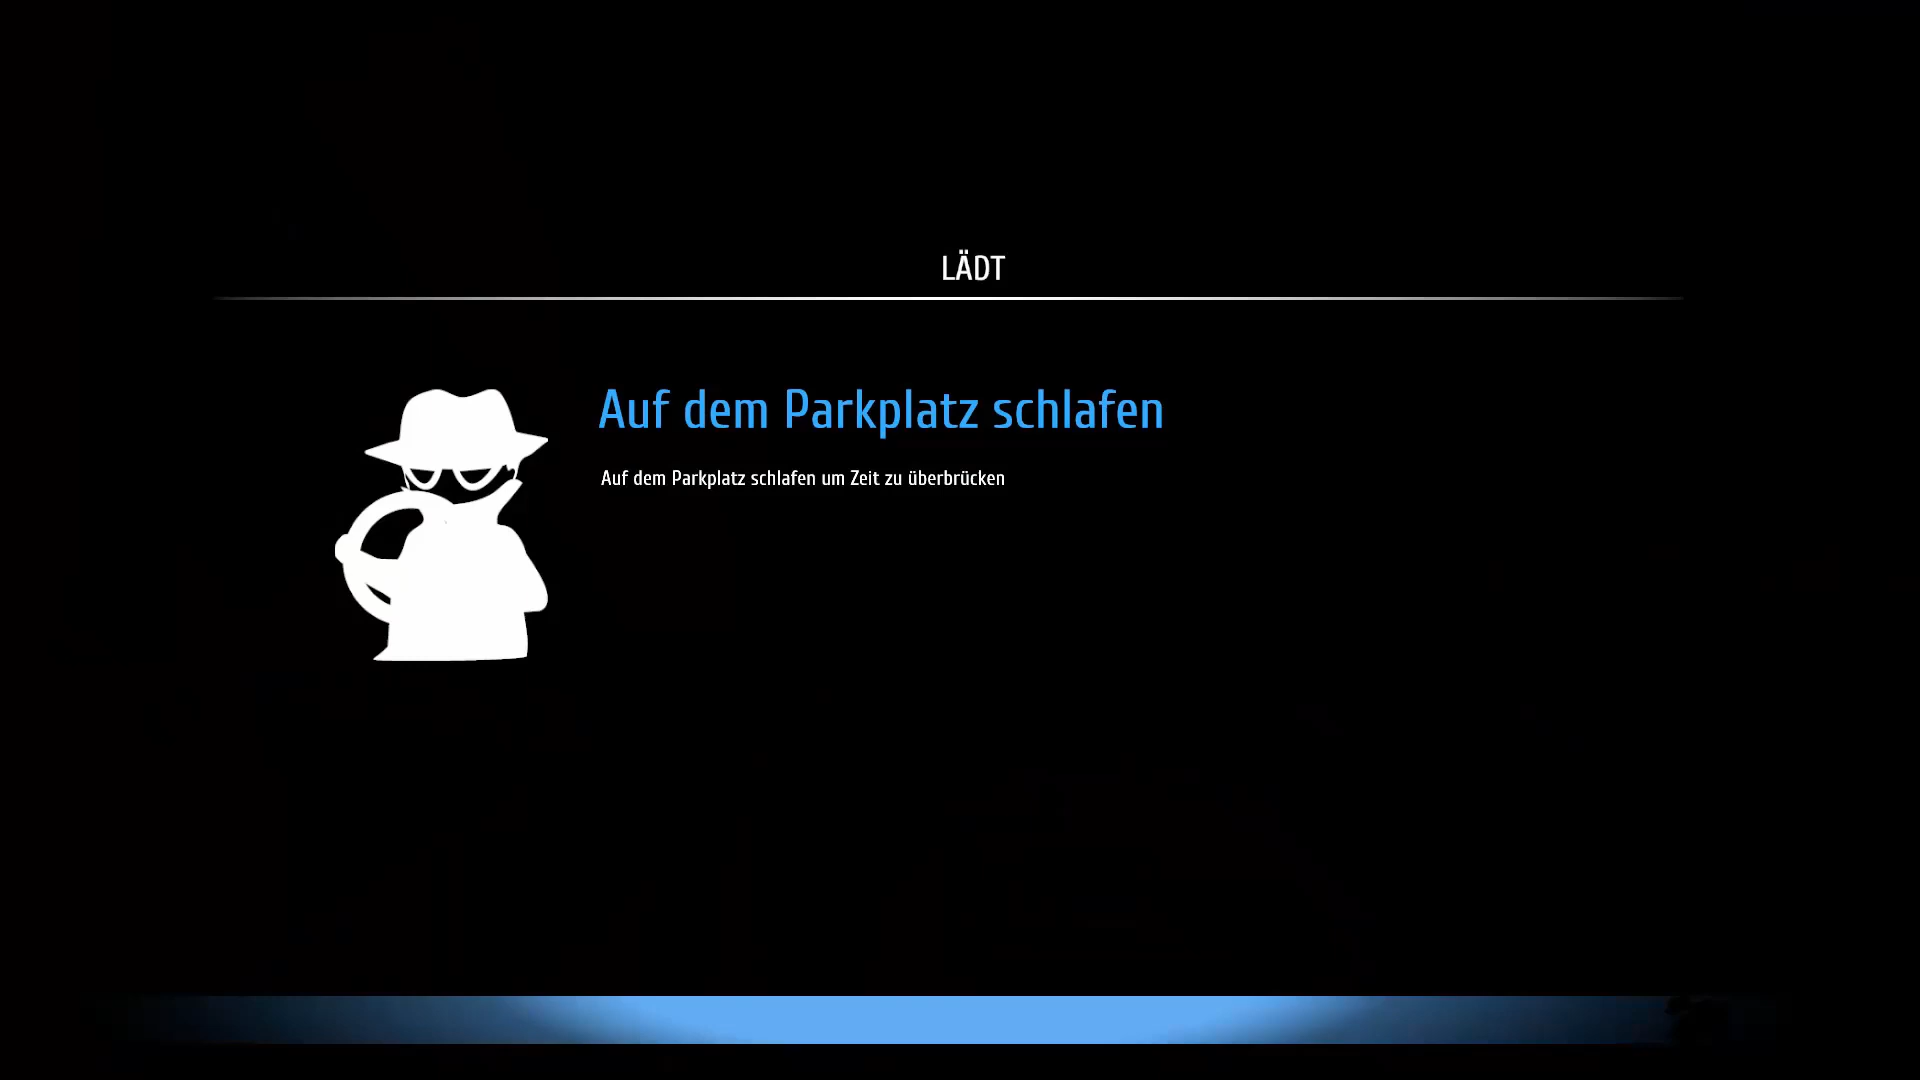 LÄDT
Auf dem Parkplatz schlafen
Auf dem Parkplatz schlafen um Zeit zu überbrücken